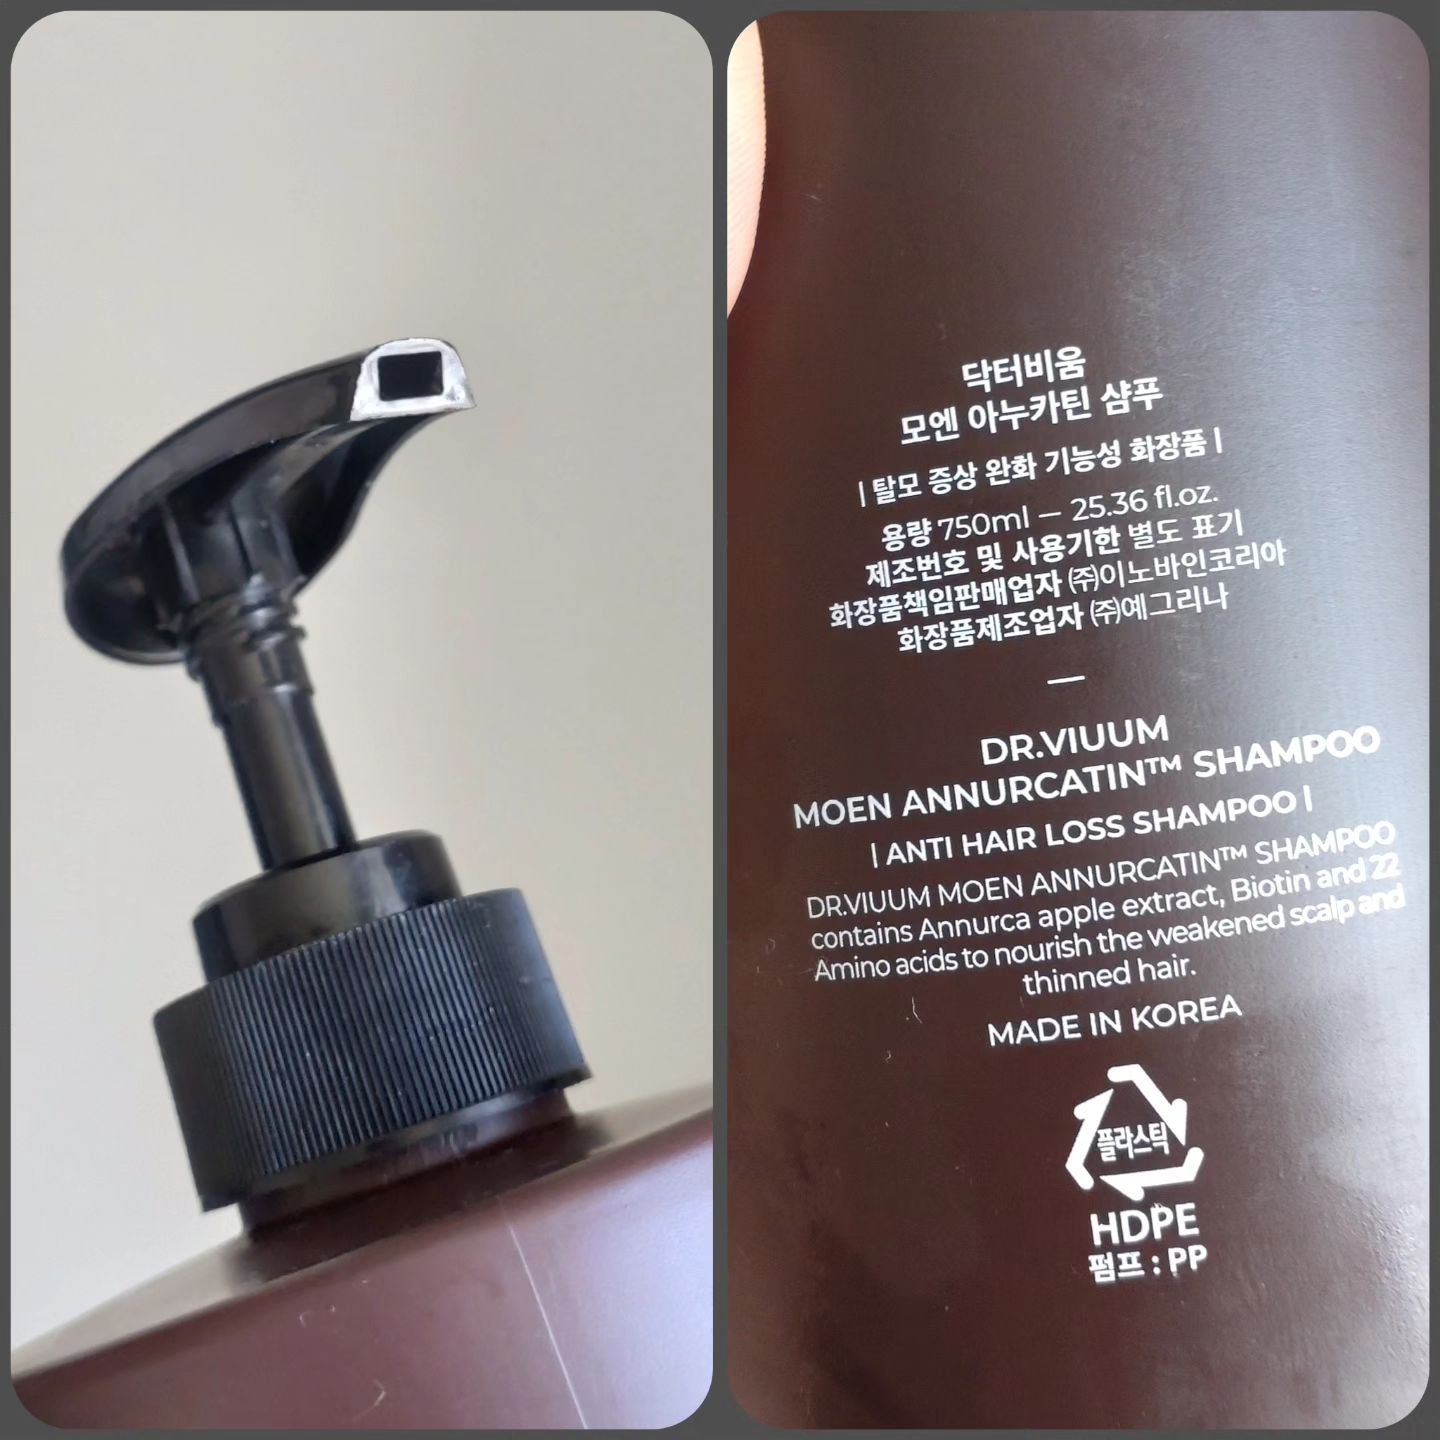 닥터비움
모엔 아누카틴 샴푸
| 탈모 증상 완화 기능성 화장품 |
용량 750ml – 25.36 fl.oz.
제조번호 및 사용기한 별도 표기
화장품책임판매업자 ㈜이노바인코리아
화장품제조업자 ㈜예그리나
—
DR.VIUUM
MOEN ANNURCATIN™ SHAMPOO
| ANTI HAIR LOSS SHAMPOO |
DR.VIUUM MOEN ANNURCATIN™ SHAMPOO
contains Annurca apple extract, Biotin and 22
Amino acids to nourish the weakened scalp and
thinned hair.
MADE IN KOREA
플라스틱
HDPE
펌프 : PP